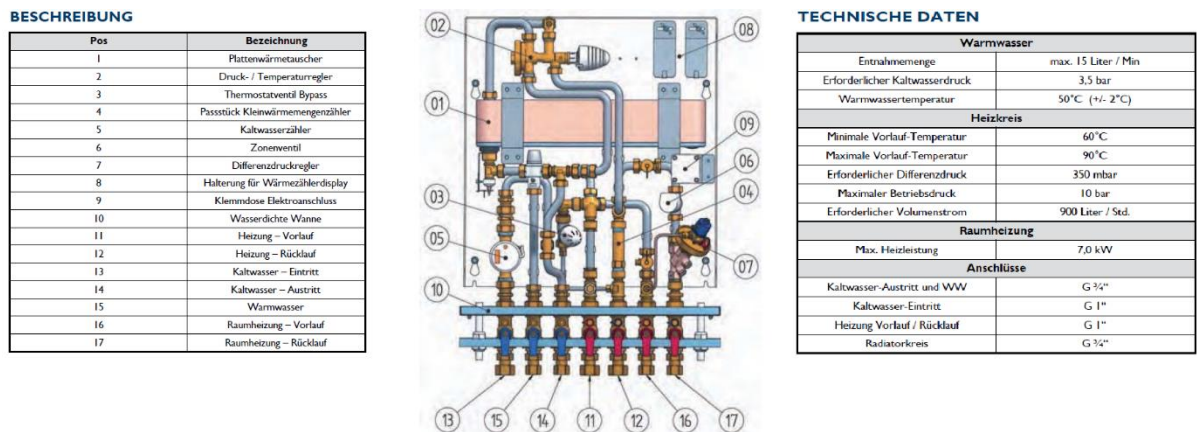 BESCHREIBUNG
Pos Bezeichnung
1 Plattenwärmetauscher
2 Druck- / Temperaturregler
3 Thermostatventil Bypass
4 Passstück Kleinwärmemengenzähler
5 Kaltwasserzähler
6 Zonenventil
7 Differenzdruckregler
8 Halterung für Wärmezählerdisplay
9 Klemmdose Elektroanschluss
10 Wasserdichte Wanne
11 Heizung – Vorlauf
12 Heizung – Rücklauf
13 Kaltwasser – Eintritt
14 Kaltwasser – Austritt
15 Warmwasser
16 Raumheizung – Vorlauf
17 Raumheizung – Rücklauf
02
08
01
09
06
03
04
05
07
10
13 15 14 11 12 16 17
TECHNISCHE DATEN
Warmwasser
Entnahmemenge max. 15 Liter / Min
Erforderlicher Kaltwasserdruck 3,5 bar
Warmwassertemperatur 50°C (+/- 2°C)
Heizkreis
Minimale Vorlauf-Temperatur 60°C
Maximale Vorlauf-Temperatur 90°C
Erforderlicher Differenzdruck 350 mbar
Maximaler Betriebsdruck 10 bar
Erforderlicher Volumenstrom 900 Liter / Std.
Raumheizung
Max. Heizleistung 7,0 kW
Anschlüsse
Kaltwasser-Austritt und WW G ¾"
Kaltwasser-Eintritt G 1"
Heizung Vorlauf / Rücklauf G 1"
Radiatorkreis G ¾"